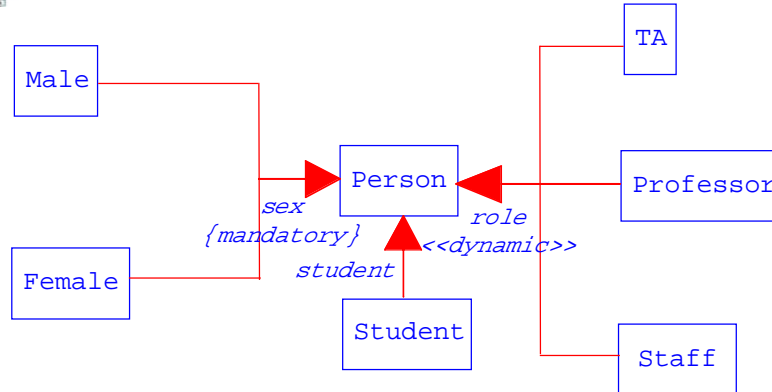 TA
Male
Person
Professor
sex
{mandatory}
role
<<dynamic>>
student
Female
Student
Staff